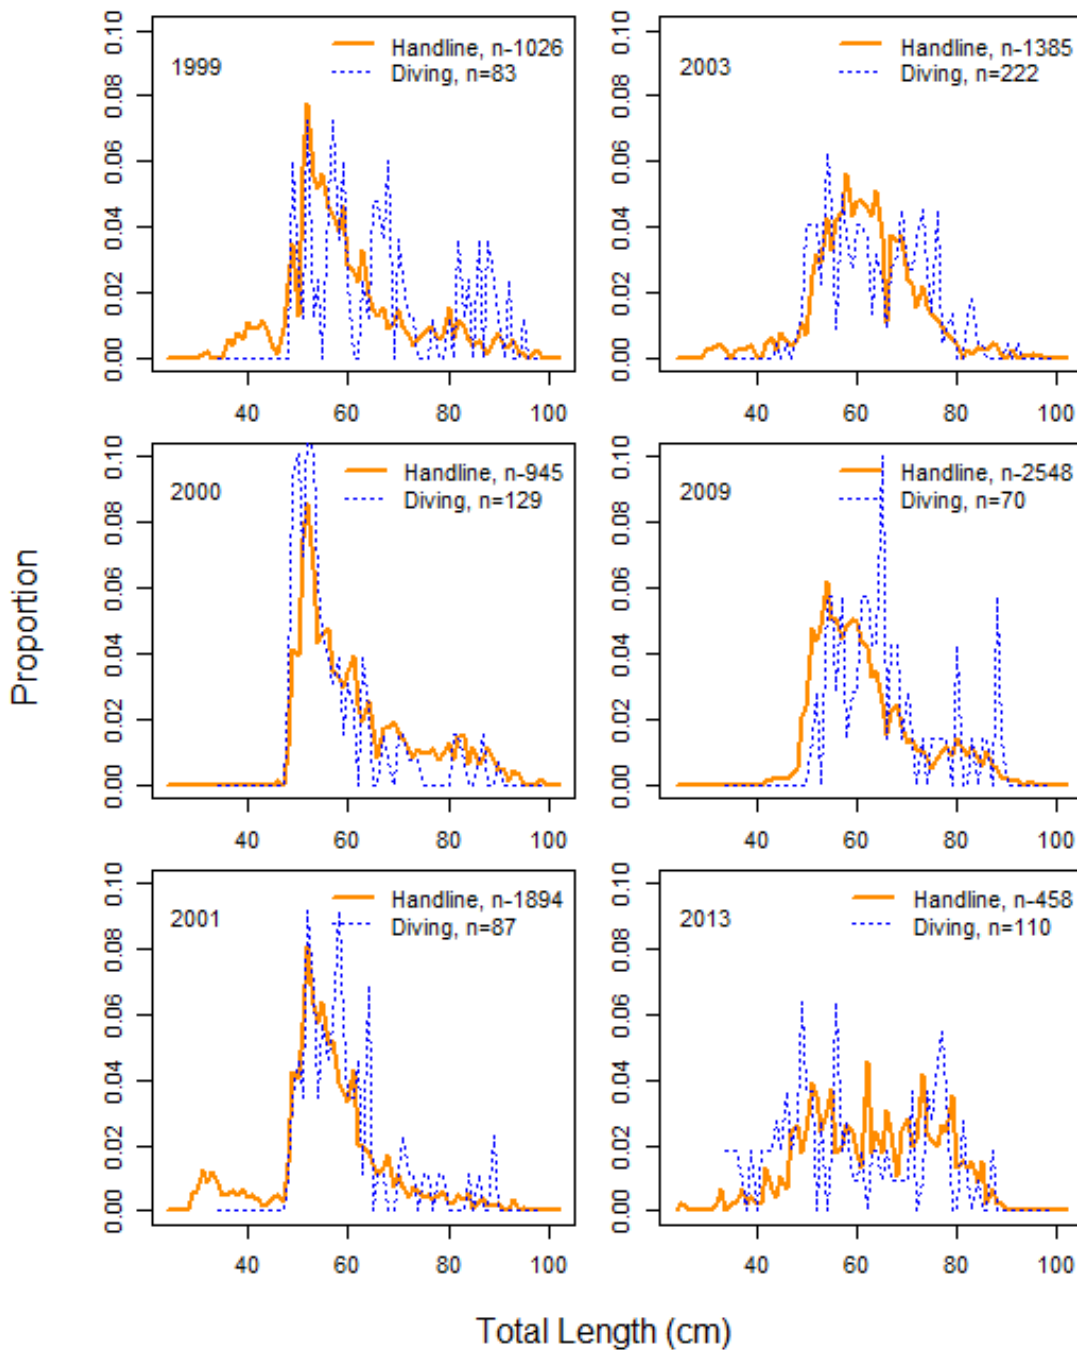 0.00 0.02 0.04 0.06 0.08 0.10
1999
Handline, n-1026
Diving, n=83
40 60 80 100
0.00 0.02 0.04 0.06 0.08 0.10
2003
Handline, n-1385
Diving, n=222
40 60 80 100
0.00 0.02 0.04 0.06 0.08 0.10
2000
Handline, n-945
Diving, n=129
40 60 80 100
0.00 0.02 0.04 0.06 0.08 0.10
2009
Handline, n-2548
Diving, n=70
40 60 80 100
0.00 0.02 0.04 0.06 0.08 0.10
2001
Handline, n-1894
Diving, n=87
40 60 80 100
0.00 0.02 0.04 0.06 0.08 0.10
2013
Handline, n-458
Diving, n=110
40 60 80 100
Proportion
Total Length (cm)